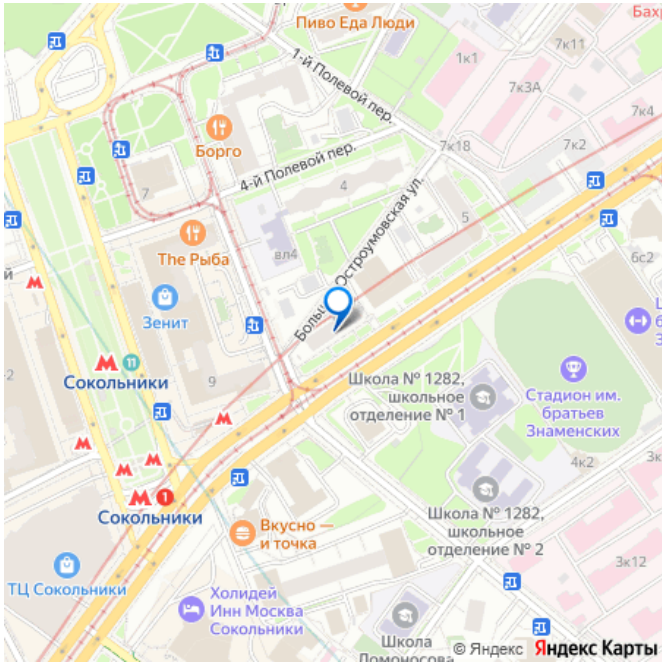 Пиво Еда Люди
Бахр
1-й Полевой пер.
7к11
1к1
7к3А
7к4
7к2
7к18
Борго
4-й Полевой пер.
7
4
5
The Рыба
вл4
Большая Остроумовская ул.
6с2
Зенит
11
Сокольники
9
Школа № 1282,
школьное
отделение № 1
Стадион им.
братьев
Знаменских
4к2
1
Сокольники
Школа № 1282,
школьное
отделение № 2
Вкусно —
и точка
3к12
ТЦ Сокольники
Холидей
Инн Москва
Сокольники
Школа
Ломоносова
© Яндекс Яндекс Карты